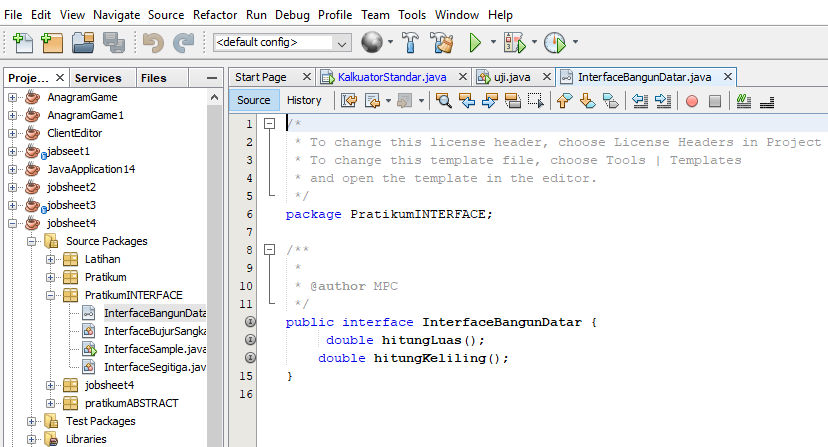 File Edit View Navigate Source Refactor Run Debug Profile Team Tools Window Help
<default config>
Proje... Services Files
Start Page KalkuatorStandar.java uji.java InterfaceBangunDatar.java
Source History
AnagramGame
AnagramGame1
ClientEditor
jabseet1
JavaApplication14
jobsheet2
jobsheet3
jobsheet4
Source Packages
Latihan
Pratikum
PratikumINTERFACE
InterfaceBangunData
InterfaceBujurSangka
InterfaceSample.java
InterfaceSegitiga.jav
jobsheet4
pratikumABSTRACT
Test Packages
Libraries
1 /*
2 * To change this license header, choose License Headers in Project
3 * To change this template file, choose Tools | Templates
4 * and open the template in the editor.
5 */
6 package PratikumINTERFACE;
7
8 /**
9 *
10 * @author MPC
11 */
public interface InterfaceBangunDatar {
double hitungLuas();
double hitungKeliling();
15 }
16